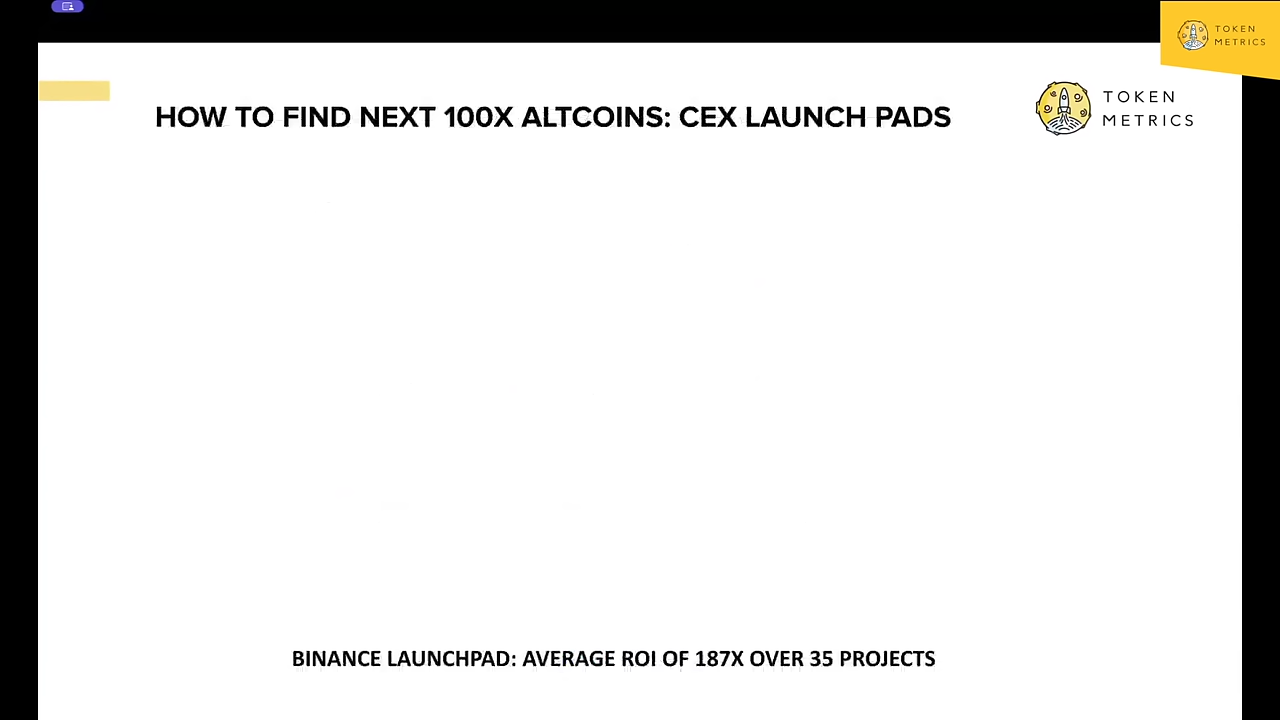 TOKEN
METRICS
HOW TO FIND NEXT 100X ALTCOINS: CEX LAUNCH PADS
TOKEN
METRICS
BINANCE LAUNCHPAD: AVERAGE ROI OF 187X OVER 35 PROJECTS